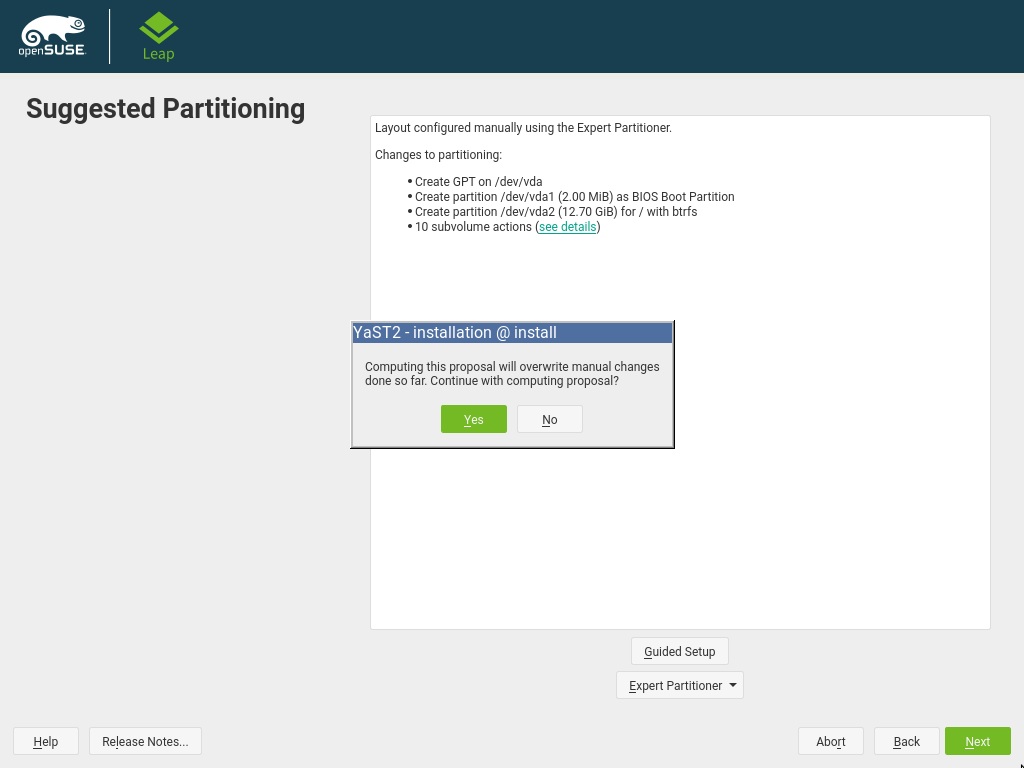 openSUSE
Leap
Suggested Partitioning
Layout configured manually using the Expert Partitioner.
Changes to partitioning:
• Create GPT on /dev/vda
• Create partition /dev/vda1 (2.00 MiB) as BIOS Boot Partition
• Create partition /dev/vda2 (12.70 GiB) for / with btrfs
• 10 subvolume actions (see details)
YaST2 - installation @ install
Computing this proposal will overwrite manual changes
done so far. Continue with computing proposal?
Yes No
Guided Setup
Expert Partitioner
Help Release Notes... Abort Back Next